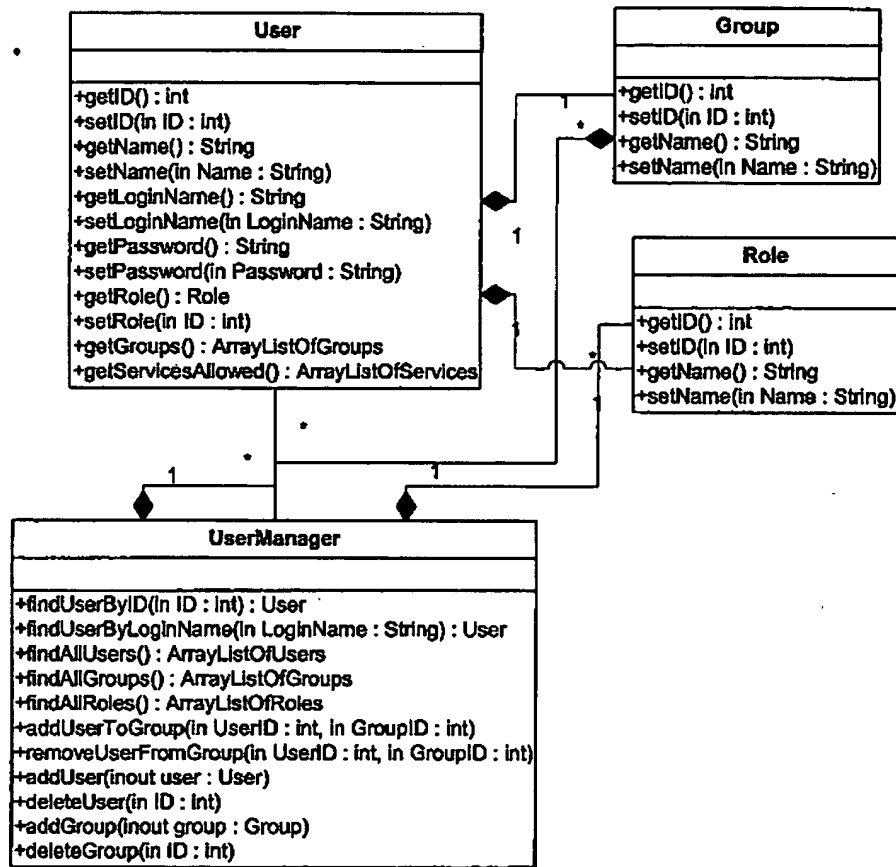 User
+getID() : int
+setID(in ID : int)
+getName() : String
+setName(in Name : String)
+getLoginName() : String
+setLoginName(in LoginName : String)
+getPassword() : String
+setPassword(in Password : String)
+getRole() : Role
+setRole(in ID : int)
+getGroups() : ArrayListOfGroups
+getServicesAllowed() : ArrayListOfServices
Group
+getID() : int
+setID(in ID : int)
+getName() : String
+setName(in Name : String)
1
*
1
Role
+getID() : int
+setID(in ID : int)
+getName() : String
+setName(in Name : String)
1
*
1
*
*
1
1
UserManager
+findUserByID(in ID : int) : User
+findUserByLoginName(in LoginName : String) : User
+findAllUsers() : ArrayListOfUsers
+findAllGroups() : ArrayListOfGroups
+findAllRoles() : ArrayListOfRoles
+addUserToGroup(in UserID : int, in GroupID : int)
+removeUserFromGroup(in UserID : int, in GroupID : int)
+addUser(inout user : User)
+deleteUser(in ID : int)
+addGroup(inout group : Group)
+deleteGroup(in ID : int)